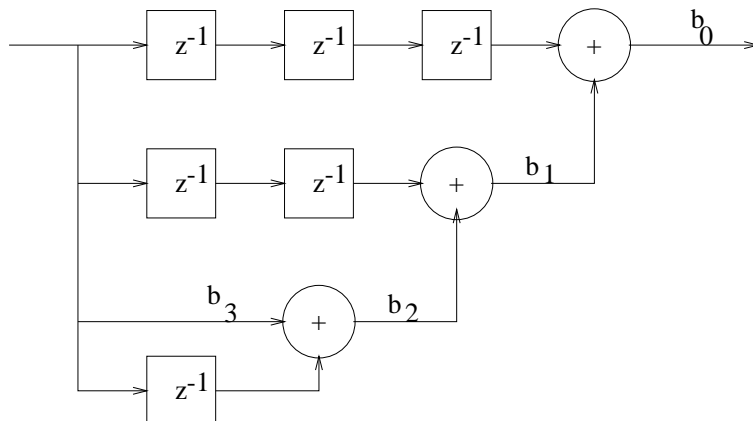 z⁻¹ z⁻¹ z⁻¹ + b₀
z⁻¹ z⁻¹ + b₁
b₃ + b₂
z⁻¹